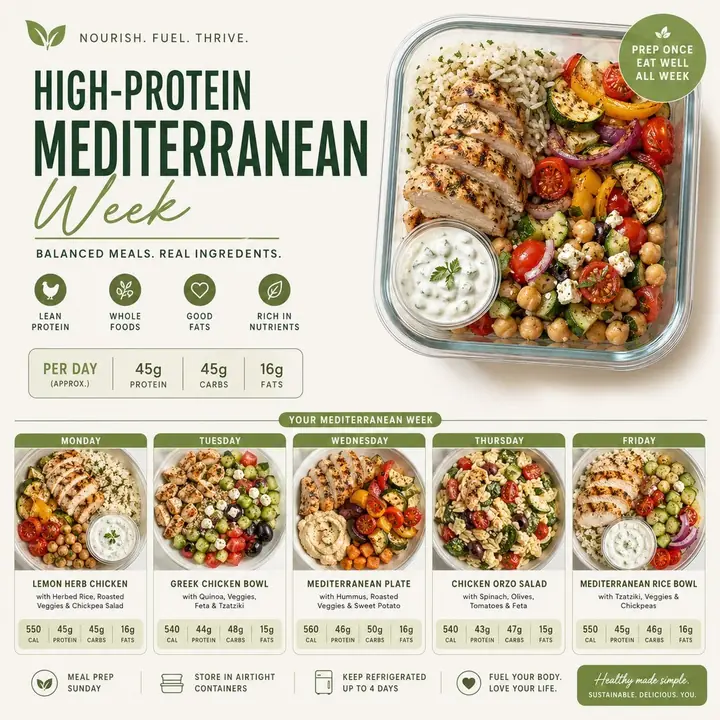 NOURISH. FUEL. THRIVE.
PREP ONCE
EAT WELL
ALL WEEK
HIGH-PROTEIN
MEDITERRANEAN
Week
BALANCED MEALS. REAL INGREDIENTS.
LEAN
PROTEIN
WHOLE
FOODS
GOOD
FATS
RICH IN
NUTRIENTS
PER DAY
(APPROX.)
45g
PROTEIN
45g
CARBS
16g
FATS
YOUR MEDITERRANEAN WEEK
MONDAY
LEMON HERB CHICKEN
with Herbed Rice, Roasted
Veggies & Chickpea Salad
550
CAL
45g
PROTEIN
45g
CARBS
16g
FATS
TUESDAY
GREEK CHICKEN BOWL
with Quinoa, Veggies,
Feta & Tzatziki
540
CAL
44g
PROTEIN
48g
CARBS
15g
FATS
WEDNESDAY
MEDITERRANEAN PLATE
with Hummus, Roasted
Veggies & Sweet Potato
560
CAL
46g
PROTEIN
50g
CARBS
16g
FATS
THURSDAY
CHICKEN ORZO SALAD
with Spinach, Olives,
Tomatoes & Feta
540
CAL
43g
PROTEIN
47g
CARBS
15g
FATS
FRIDAY
MEDITERRANEAN RICE BOWL
with Tzatziki, Veggies &
Chickpeas
550
CAL
45g
PROTEIN
46g
CARBS
16g
FATS
MEAL PREP
SUNDAY
STORE IN AIRTIGHT
CONTAINERS
KEEP REFRIGERATED
UP TO 4 DAYS
FUEL YOUR BODY.
LOVE YOUR LIFE.
Healthy made simple.
SUSTAINABLE. DELICIOUS. YOU.